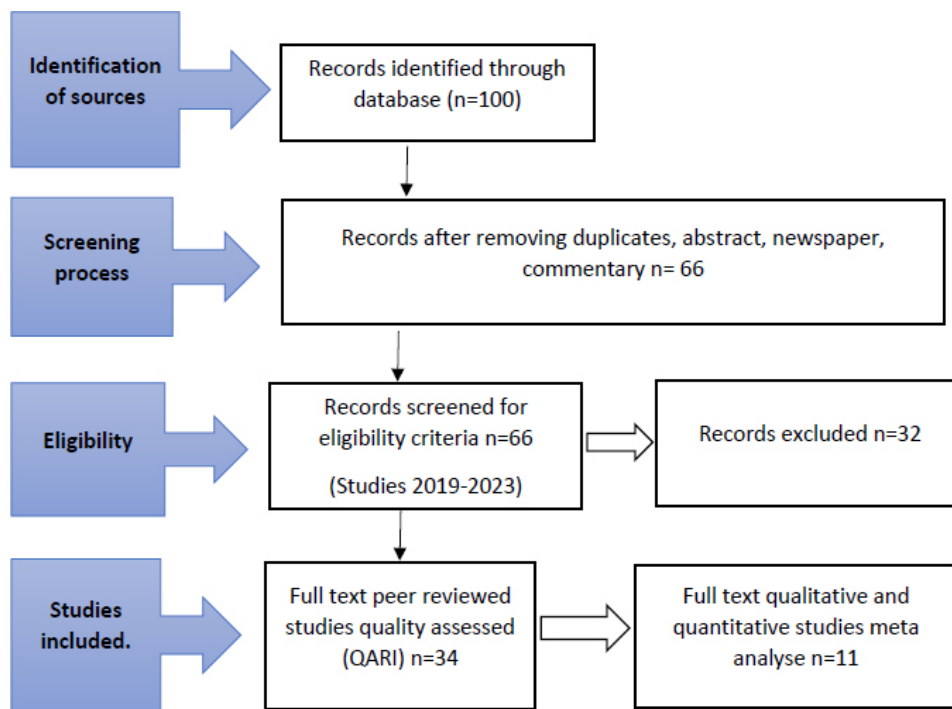 Identification
of sources
Records identified through
database (n=100)
Screening
process
Records after removing duplicates, abstract, newspaper,
commentary n= 66
Eligibility
Records screened for
eligibility criteria n=66
(Studies 2019-2023)
Records excluded n=32
Studies
included.
Full text peer reviewed
studies quality assessed
(QARI) n=34
Full text qualitative and
quantitative studies meta
analyse n=11